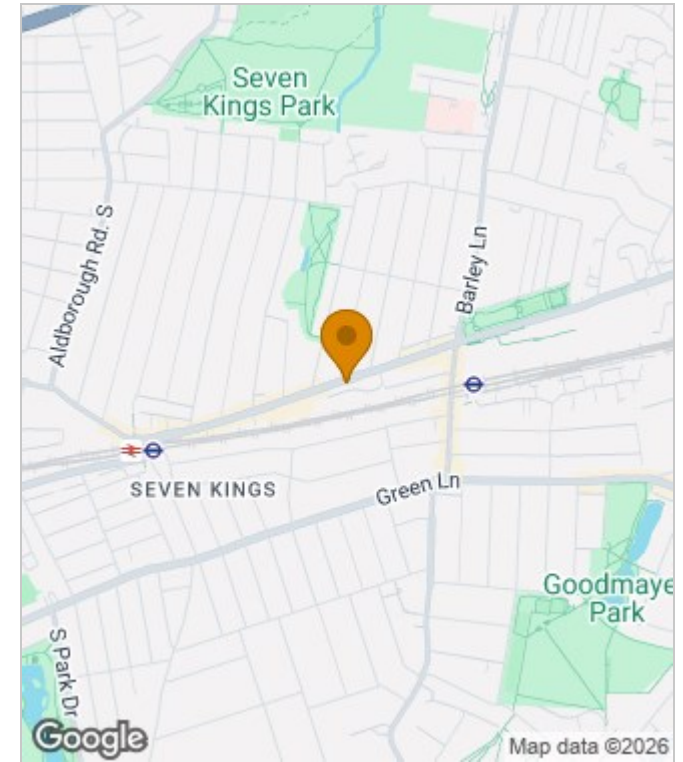 Seven
Kings Park
Aldborough Rd. S
Barley Ln
SEVEN KINGS
Green Ln
Goodmaye
Park
S Park Dr
Google
Map data ©2026